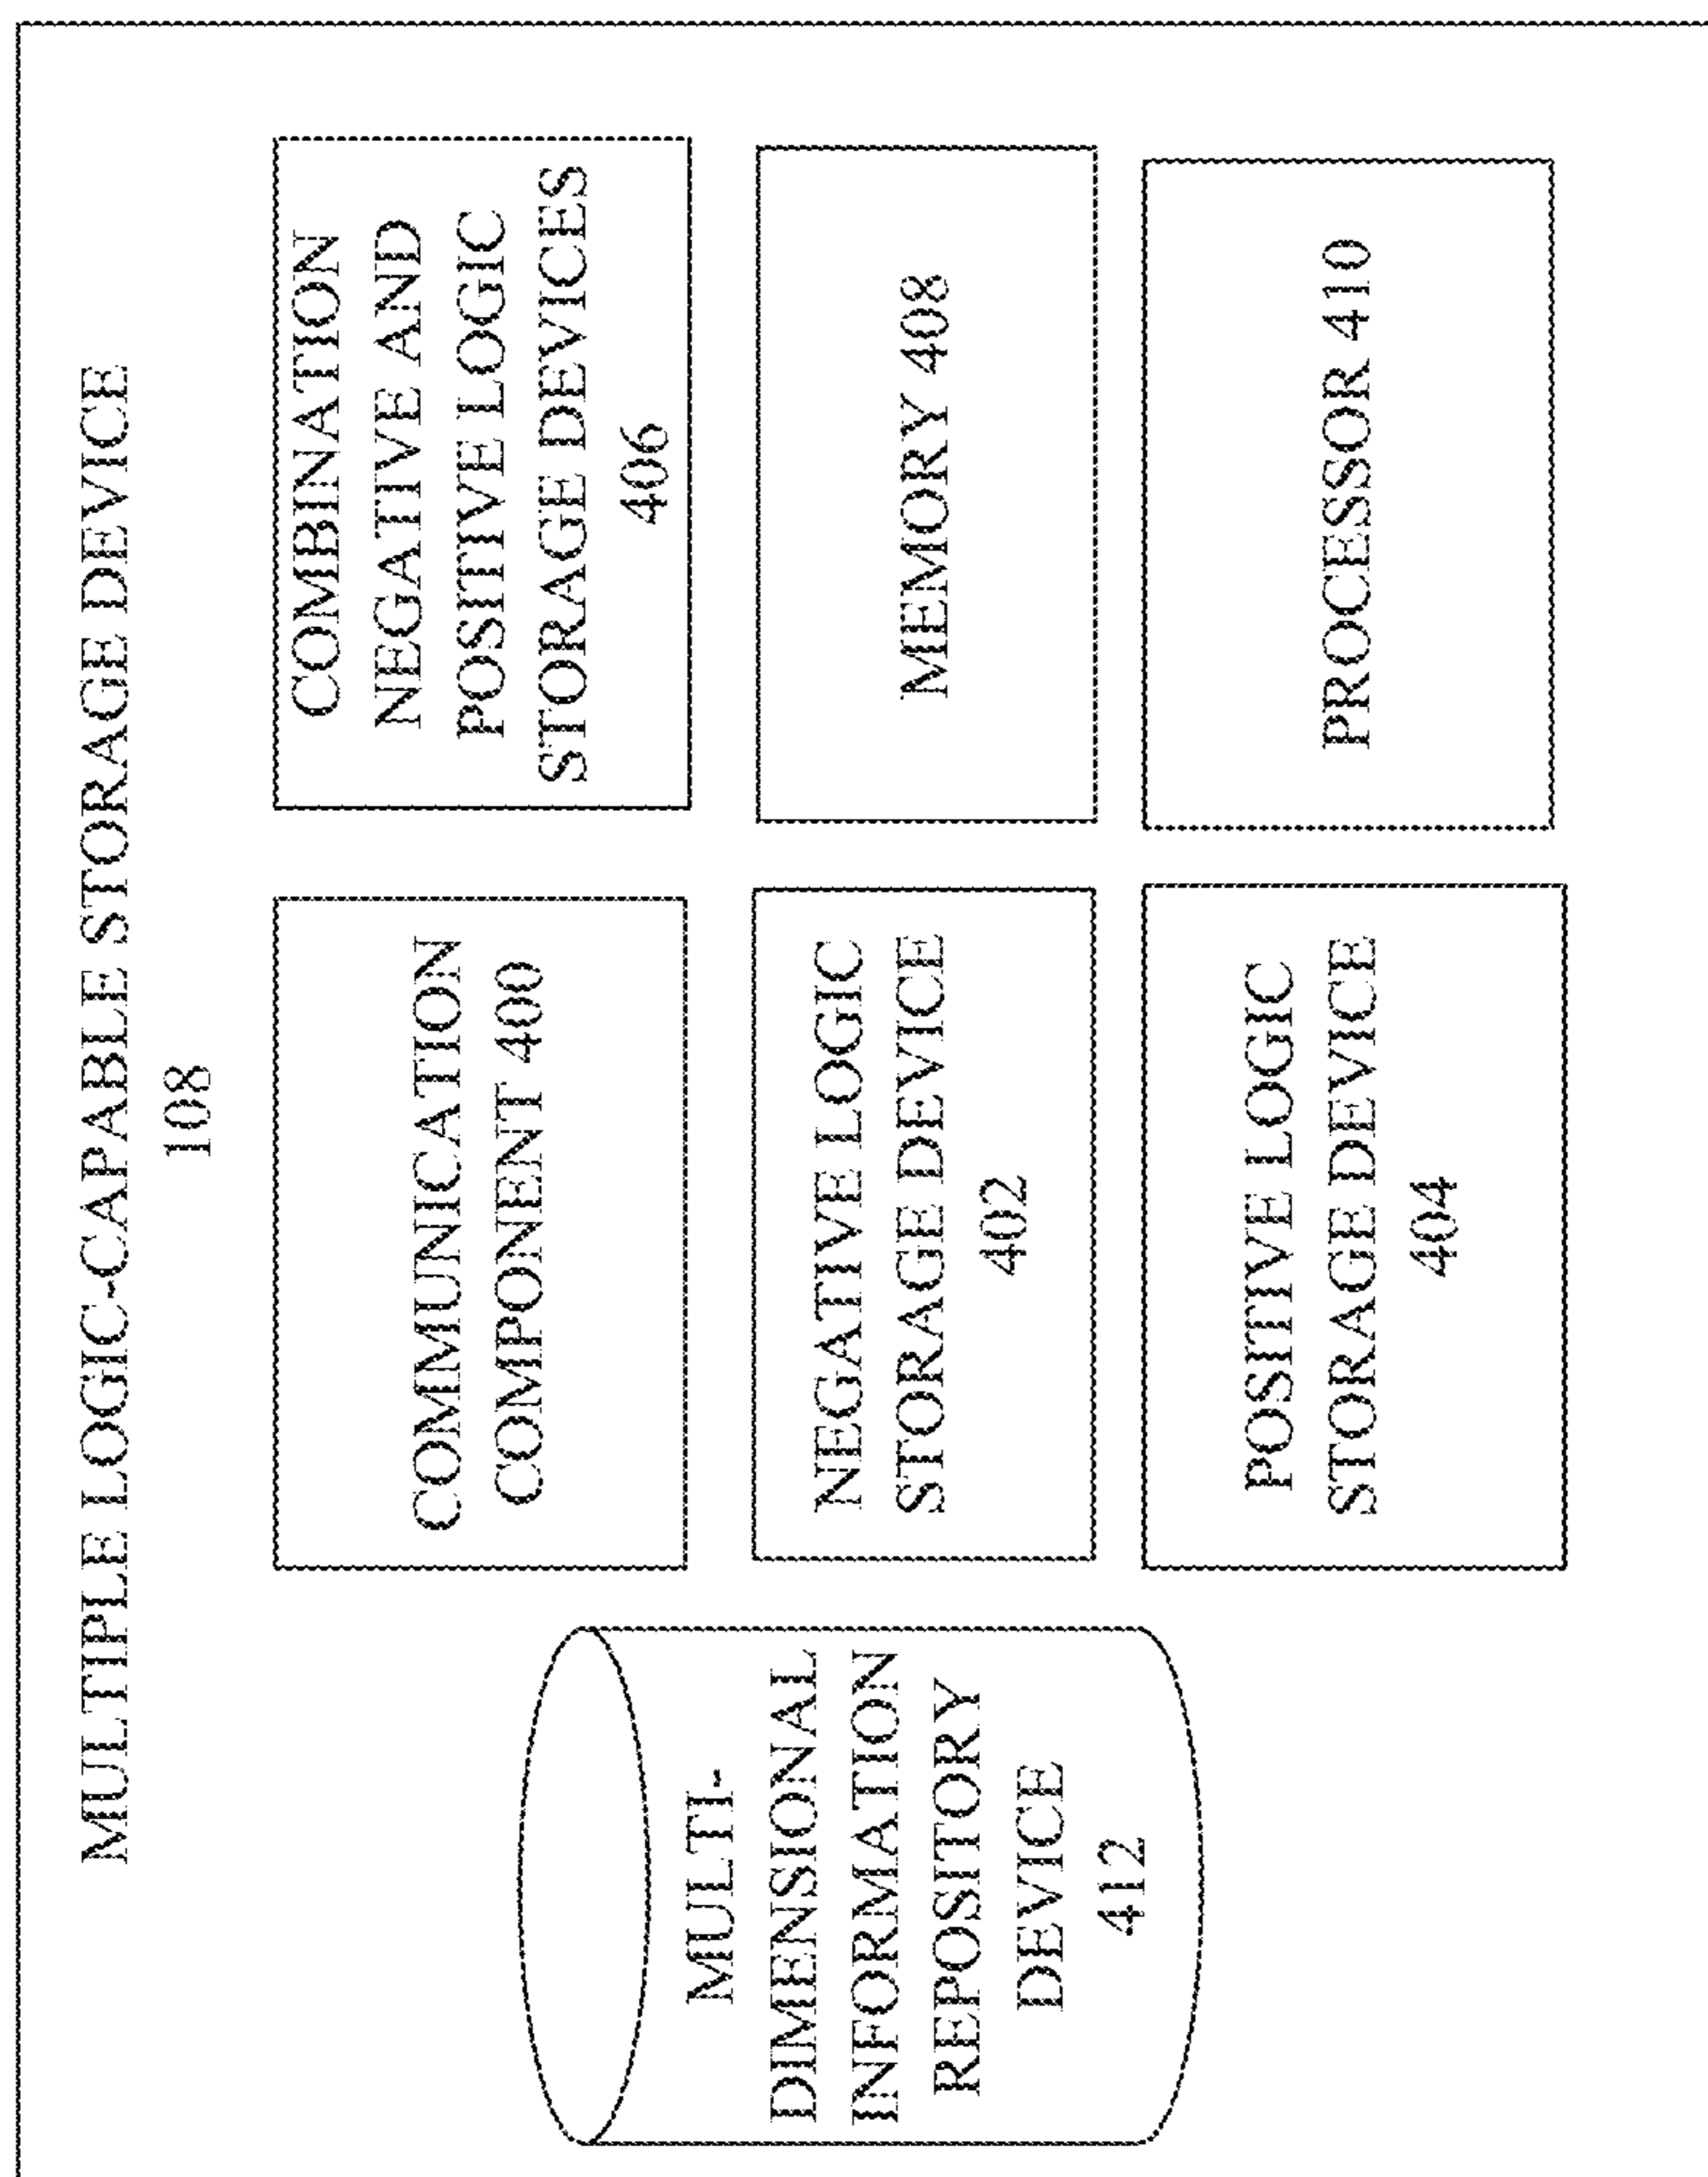 MULTIPLE LOGIC-CAPABLE STORAGE DEVICE
108
MULTI-
DIMENSIONAL
INFORMATION
REPOSITORY
DEVICE
412
COMMUNICATION
COMPONENT 400
NEGATIVE LOGIC
STORAGE DEVICE
402
POSITIVE LOGIC
STORAGE DEVICE
404
COMBINATION
NEGATIVE AND
POSITIVE LOGIC
STORAGE DEVICES
406
MEMORY 408
PROCESSOR 410